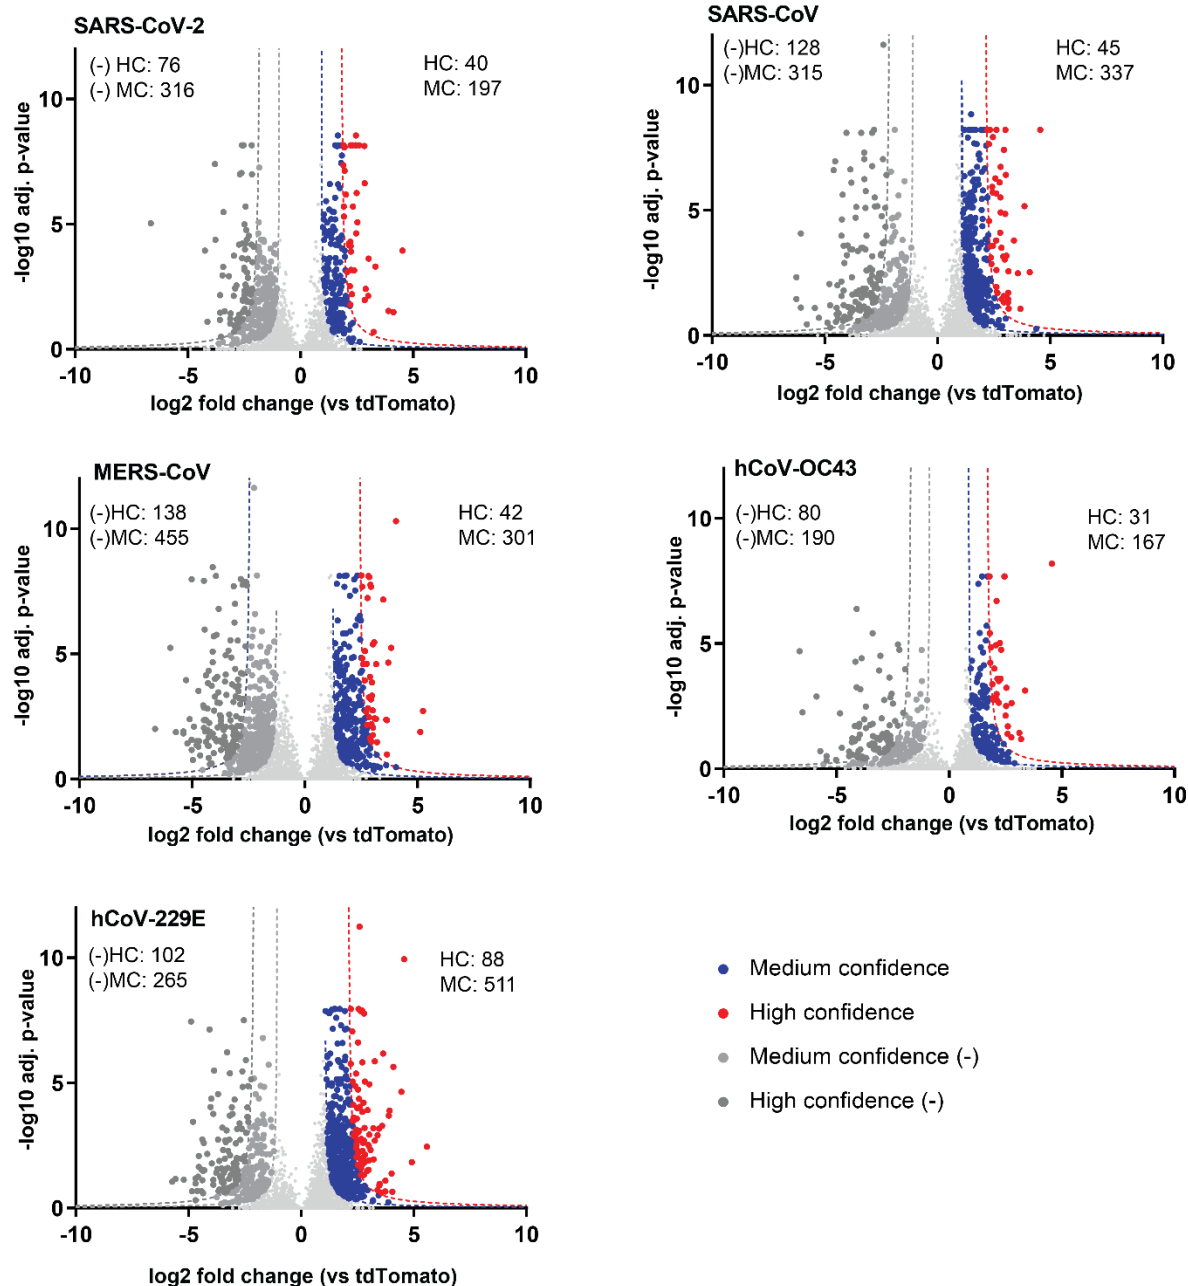 SARS-CoV-2
(-) HC: 76
(-) MC: 316
HC: 40
MC: 197
10
5
0
-10
-5
0
5
10
-log10 adj. p-value
log2 fold change (vs tdTomato)
SARS-CoV
(-)HC: 128
(-)MC: 315
HC: 45
MC: 337
10
5
0
-10
-5
0
5
10
-log10 adj. p-value
log2 fold change (vs tdTomato)
MERS-CoV
(-)HC: 138
(-)MC: 455
HC: 42
MC: 301
10
5
0
-10
-5
0
5
10
-log10 adj. p-value
log2 fold change (vs tdTomato)
hCoV-OC43
(-)HC: 80
(-)MC: 190
HC: 31
MC: 167
10
5
0
-10
-5
0
5
10
-log10 adj. p-value
log2 fold change (vs tdTomato)
hCoV-229E
(-)HC: 102
(-)MC: 265
HC: 88
MC: 511
10
5
0
-10
-5
0
5
10
-log10 adj. p-value
log2 fold change (vs tdTomato)
Medium confidence
High confidence
Medium confidence (-)
High confidence (-)